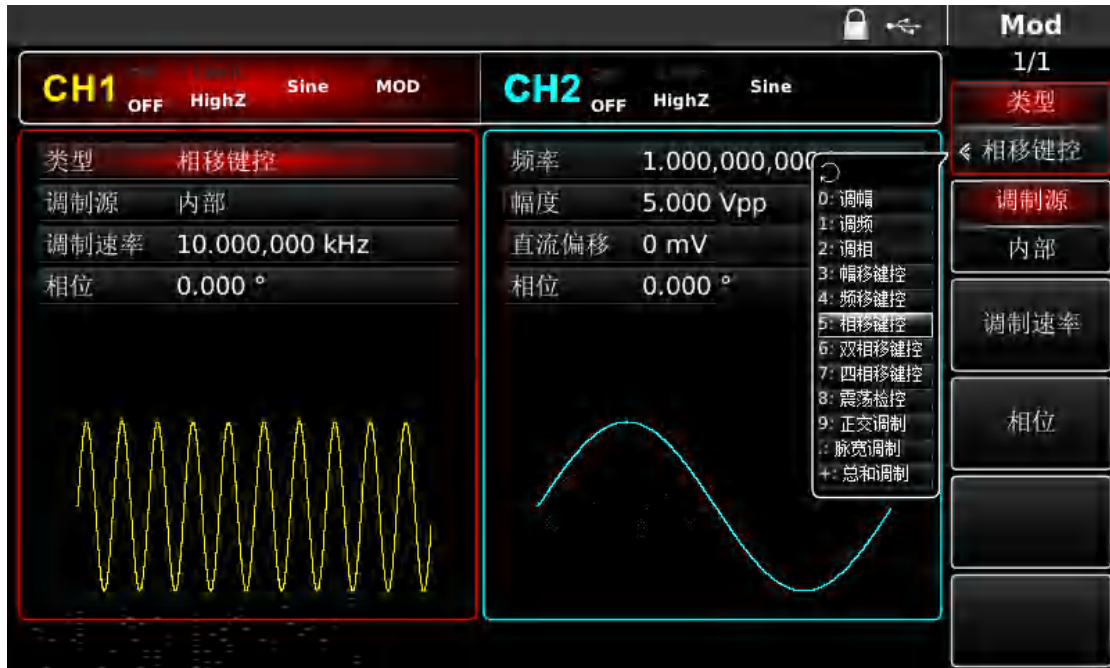 Mod
1/1
CH1 OFF HighZ Sine MOD
CH2 OFF HighZ Sine
类型
相移键控
调制源
内部
调制速率
相位
类型 相移键控
调制源 内部
调制速率 10.000,000 kHz
相位 0.000 °
频率 1.000,000,000
幅度 5.000 Vpp
直流偏移 0 mV
相位 0.000 °
0: 调幅
1: 调频
2: 调相
3: 幅移键控
4: 频移键控
5: 相移键控
6: 双相移键控
7: 四相移键控
8: 震荡检控
9: 正交调制
.: 脉宽调制
+: 总和调制